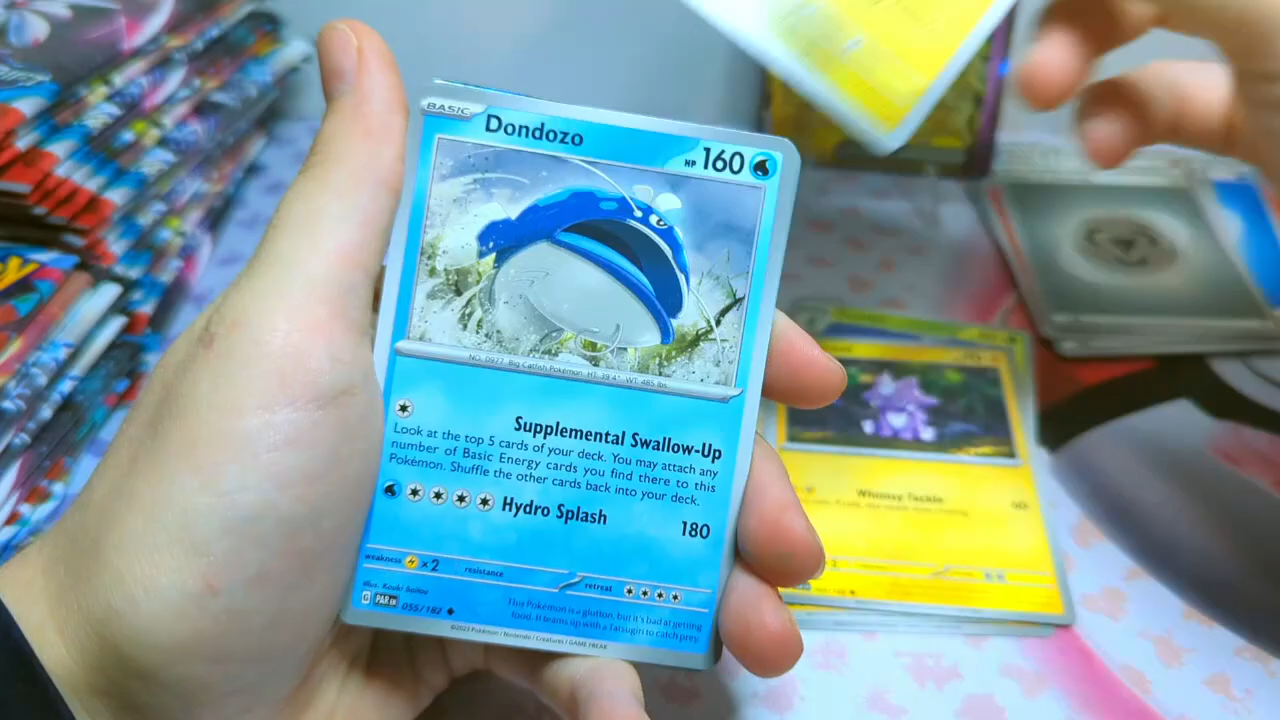 BASIC
Dondozo
HP 160
NO. 0977 Big Catfish Pokémon HT: 39'4" WT: 485 lbs.
Supplemental Swallow-Up
Look at the top 5 cards of your deck. You may attach any
number of Basic Energy cards you find there to this
Pokémon. Shuffle the other cards back into your deck.
Hydro Splash 180
weakness ×2 resistance retreat
Illus. Kouki Saitou
G PAR EN 055/182
This Pokémon is a glutton, but it's bad at getting
food. It teams up with a Tatsugiri to catch prey.
©2023 Pokémon / Nintendo / Creatures / GAME FREAK
Whimsy Tackle